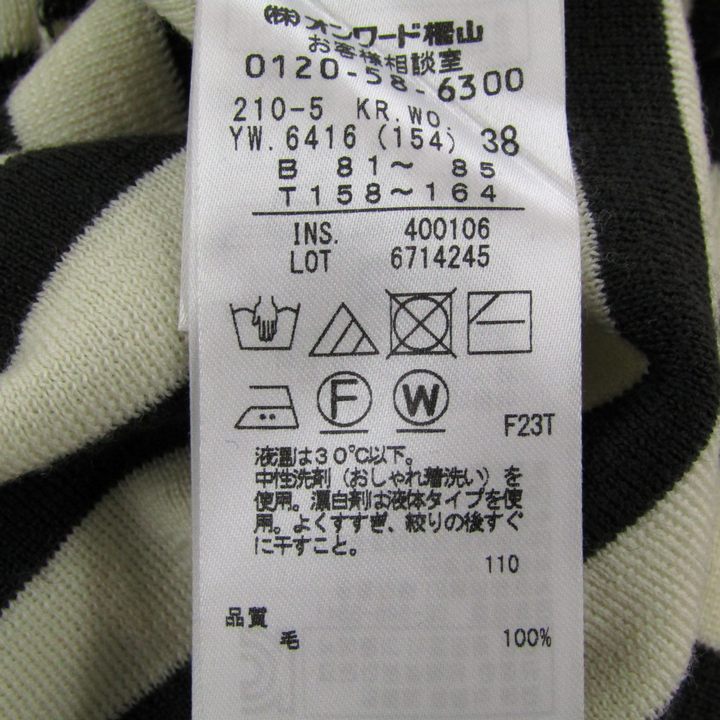 ㈱オンワード樫山
お客様相談室
0120-58-6300
210-5 KR.WO
YW.6416 (154) 38
B 81～85
T158～164
INS. 400106
LOT 6714245
F W
F23T
液温は30℃以下。
中性洗剤(おしゃれ着洗い)を
使用。漂白剤は液体タイプを使
用。よくすすぎ、絞りの後すぐ
に干すこと。
110
品質
毛 100%